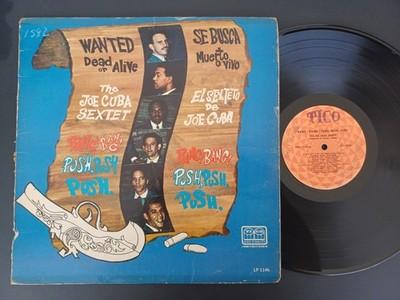 1592
WANTED
Dead or Alive
SE BUSCA
Muerto o Vivo
The
JOE CUBA
SEXTET
EL SEXTETO
DE
JOE CUBA
BANG! BANG!
PUSH, PUSH,
PUSH.
BANG! BANG!
PUSH, PUSH,
PUSH.
LP 1146
TICO